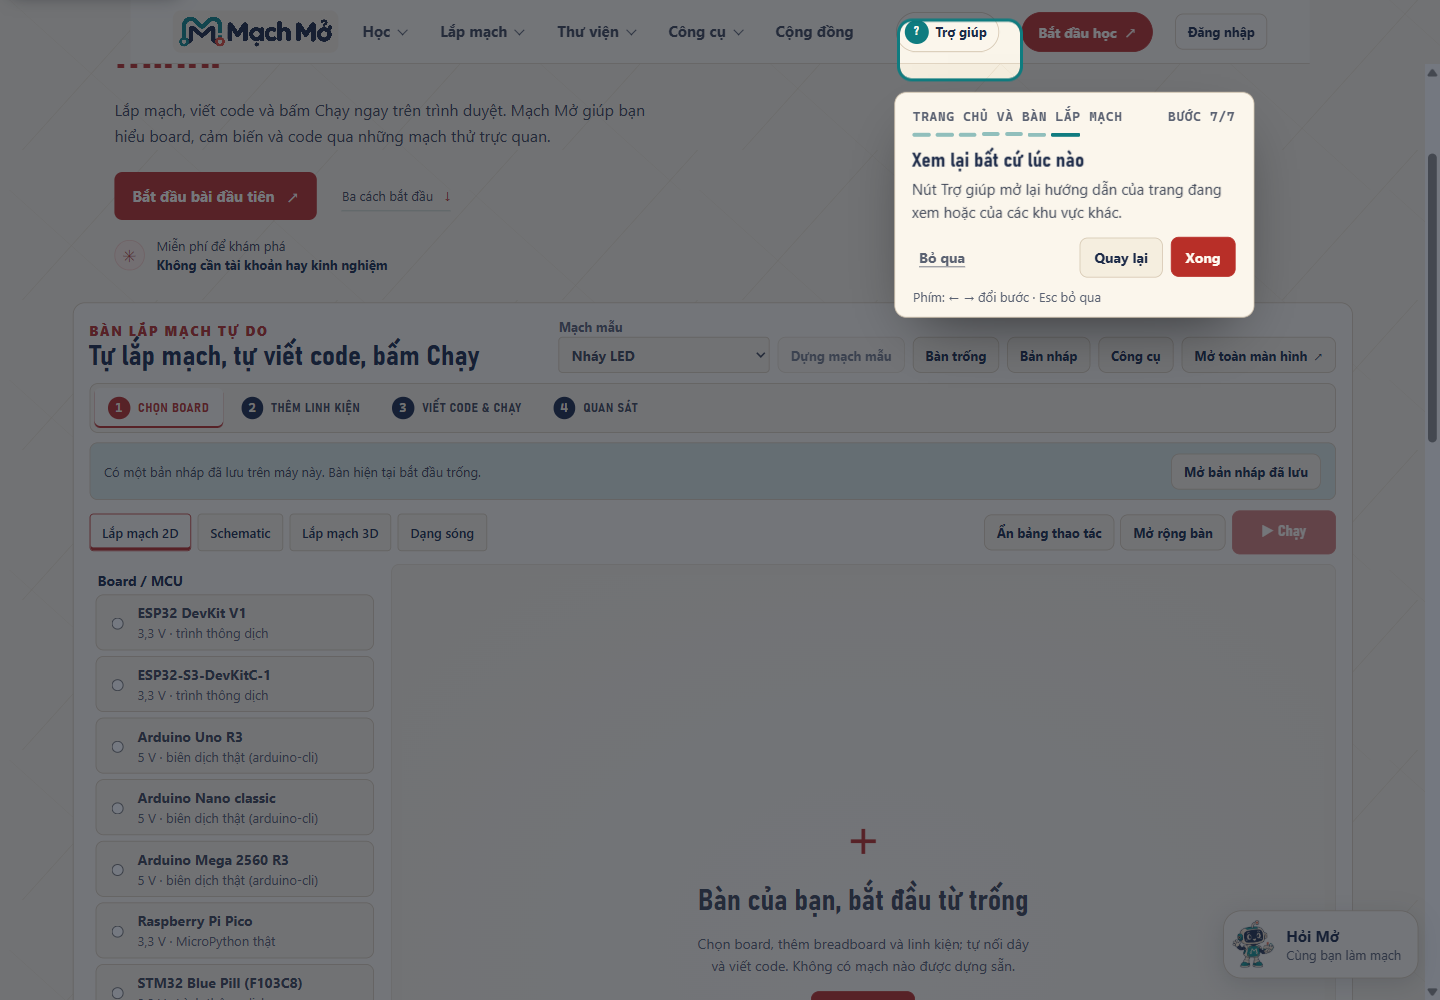 Mạch Mở
Học
Lắp mạch
Thư viện
Công cụ
Cộng đồng
? Trợ giúp
Bắt đầu học ↗
Đăng nhập
Lắp mạch, viết code và bấm Chạy ngay trên trình duyệt. Mạch Mở giúp bạn
hiểu board, cảm biến và code qua những mạch thử trực quan.
Bắt đầu bài đầu tiên ↗
Ba cách bắt đầu ↓
Miễn phí để khám phá
Không cần tài khoản hay kinh nghiệm
TRANG CHỦ VÀ BÀN LẮP MẠCH
BƯỚC 7/7
Xem lại bất cứ lúc nào
Nút Trợ giúp mở lại hướng dẫn của trang đang
xem hoặc của các khu vực khác.
Bỏ qua
Quay lại
Xong
Phím: ← → đổi bước · Esc bỏ qua
BÀN LẮP MẠCH TỰ DO
Tự lắp mạch, tự viết code, bấm Chạy
Mạch mẫu
Nháy LED
Dựng mạch mẫu
Bàn trống
Bản nháp
Công cụ
Mở toàn màn hình ↗
1 CHỌN BOARD
2 THÊM LINH KIỆN
3 VIẾT CODE & CHẠY
4 QUAN SÁT
Có một bản nháp đã lưu trên máy này. Bàn hiện tại bắt đầu trống.
Mở bản nháp đã lưu
Lắp mạch 2D
Schematic
Lắp mạch 3D
Dạng sóng
Ẩn bảng thao tác
Mở rộng bàn
▶ Chạy
Board / MCU
ESP32 DevKit V1
3,3 V · trình thông dịch
ESP32-S3-DevKitC-1
3,3 V · trình thông dịch
Arduino Uno R3
5 V · biên dịch thật (arduino-cli)
Arduino Nano classic
5 V · biên dịch thật (arduino-cli)
Arduino Mega 2560 R3
5 V · biên dịch thật (arduino-cli)
Raspberry Pi Pico
3,3 V · MicroPython thật
STM32 Blue Pill (F103C8)
+
Bàn của bạn, bắt đầu từ trống
Chọn board, thêm breadboard và linh kiện; tự nối dây
và viết code. Không có mạch nào được dựng sẵn.
Hỏi Mở
Cùng bạn làm mạch